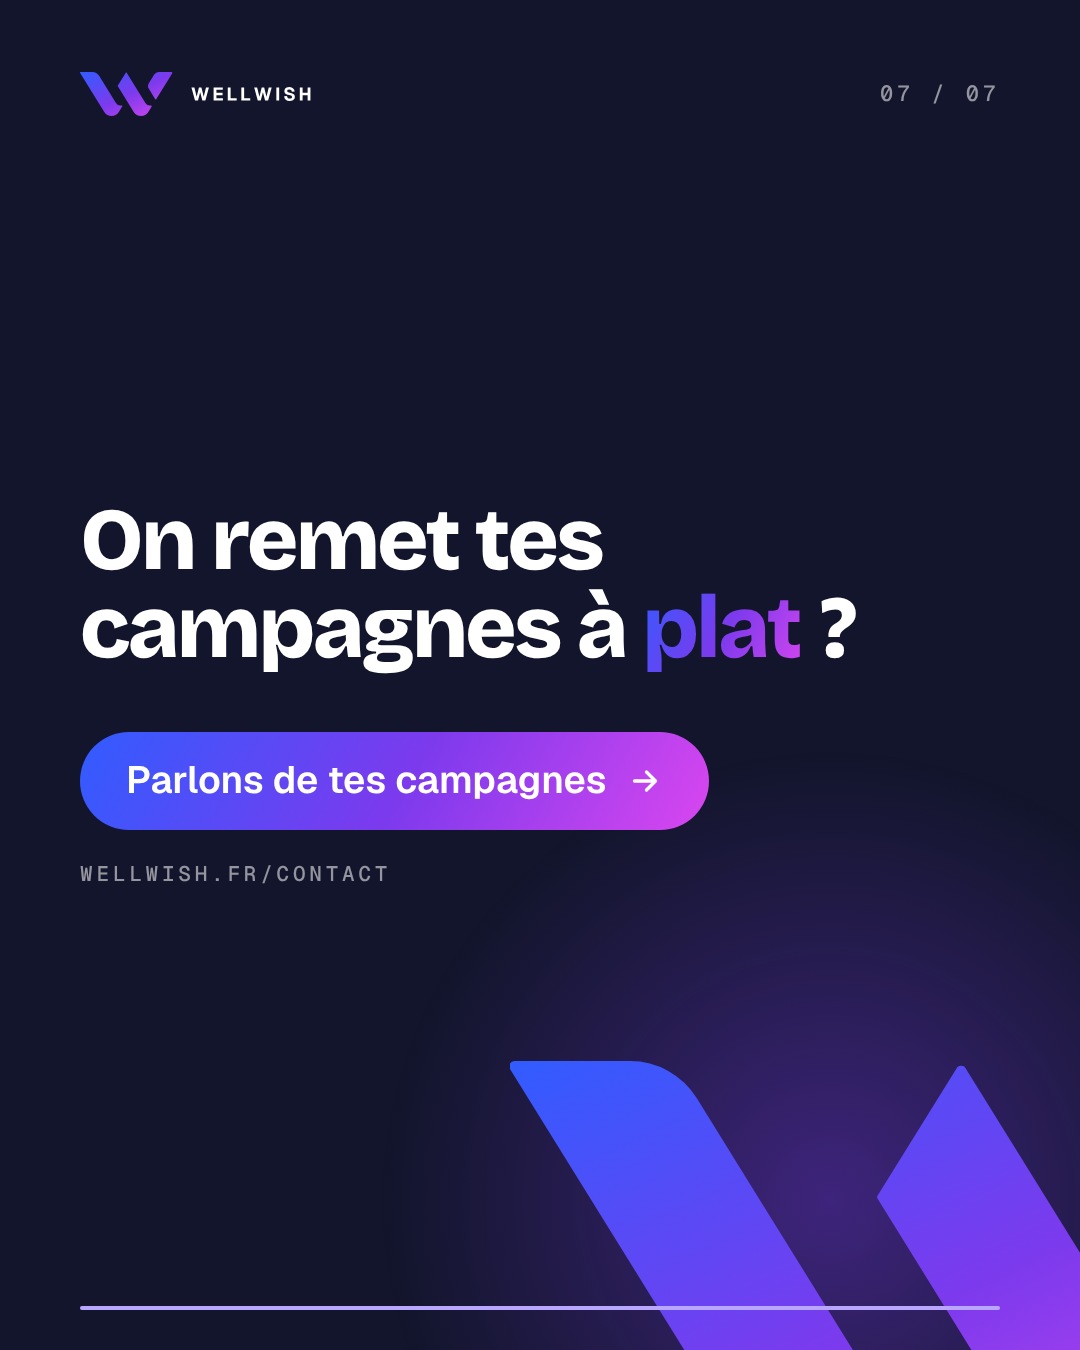 WELLWISH
07 / 07
On remet tes
campagnes à plat ?
Parlons de tes campagnes →
WELLWISH.FR/CONTACT